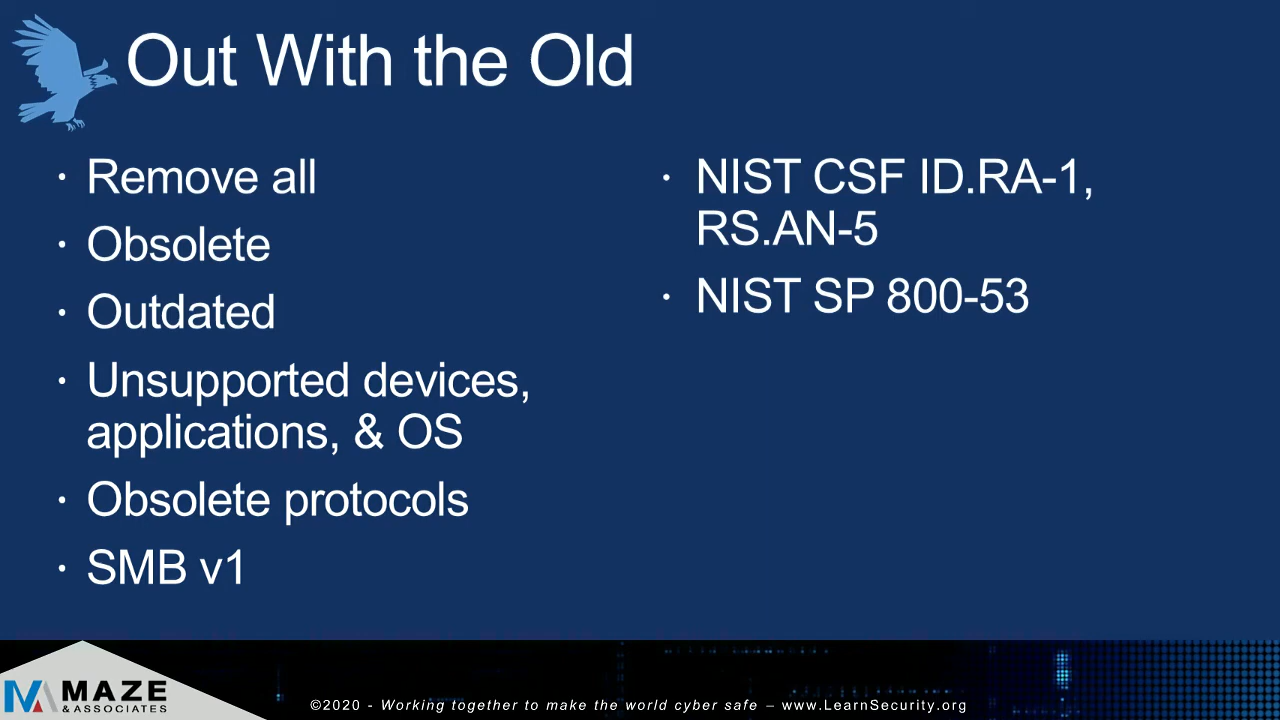 Out With the Old
· Remove all
· Obsolete
· Outdated
· Unsupported devices,
applications, & OS
· Obsolete protocols
· SMB v1
· NIST CSF ID.RA-1,
RS.AN-5
· NIST SP 800-53
MAZE
& ASSOCIATES
©2020 - Working together to make the world cyber safe – www.LearnSecurity.org